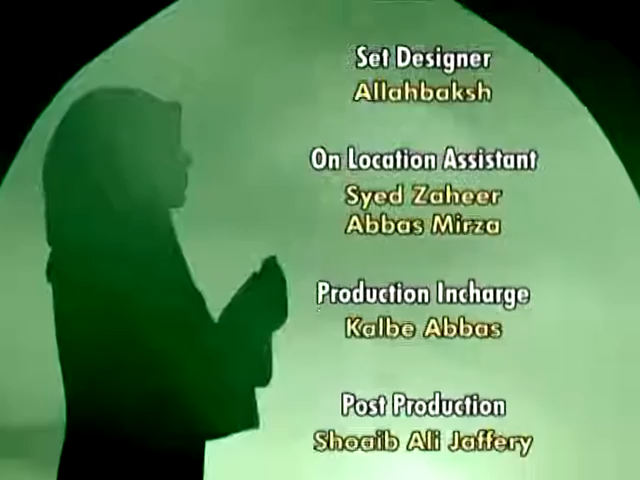 Set Designer
Allahbaksh
On Location Assistant
Syed Zaheer
Abbas Mirza
Production Incharge
Kalbe Abbas
Post Production
Shoaib Ali Jaffery